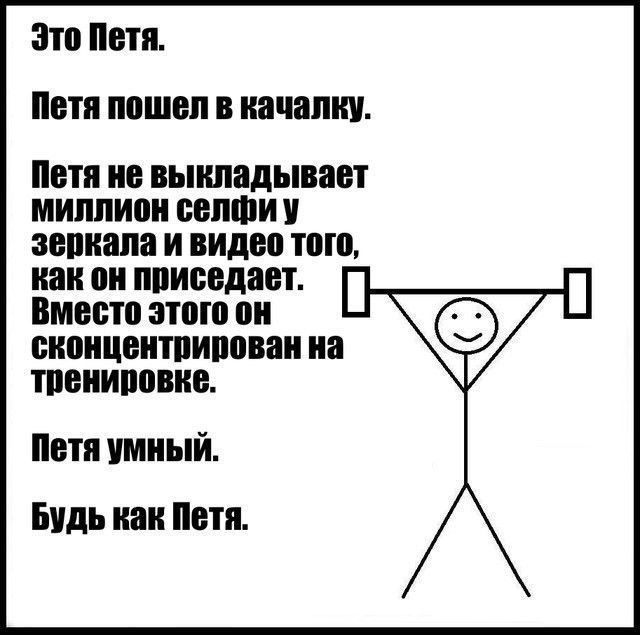 Это Петя.
Петя пошел в качалку.
Петя не выкладывает
миллион селфи у
зеркала и видео того,
как он приседает.
Вместо этого он
сконцентрирован на
тренировке.
Петя умный.
Будь как Петя.